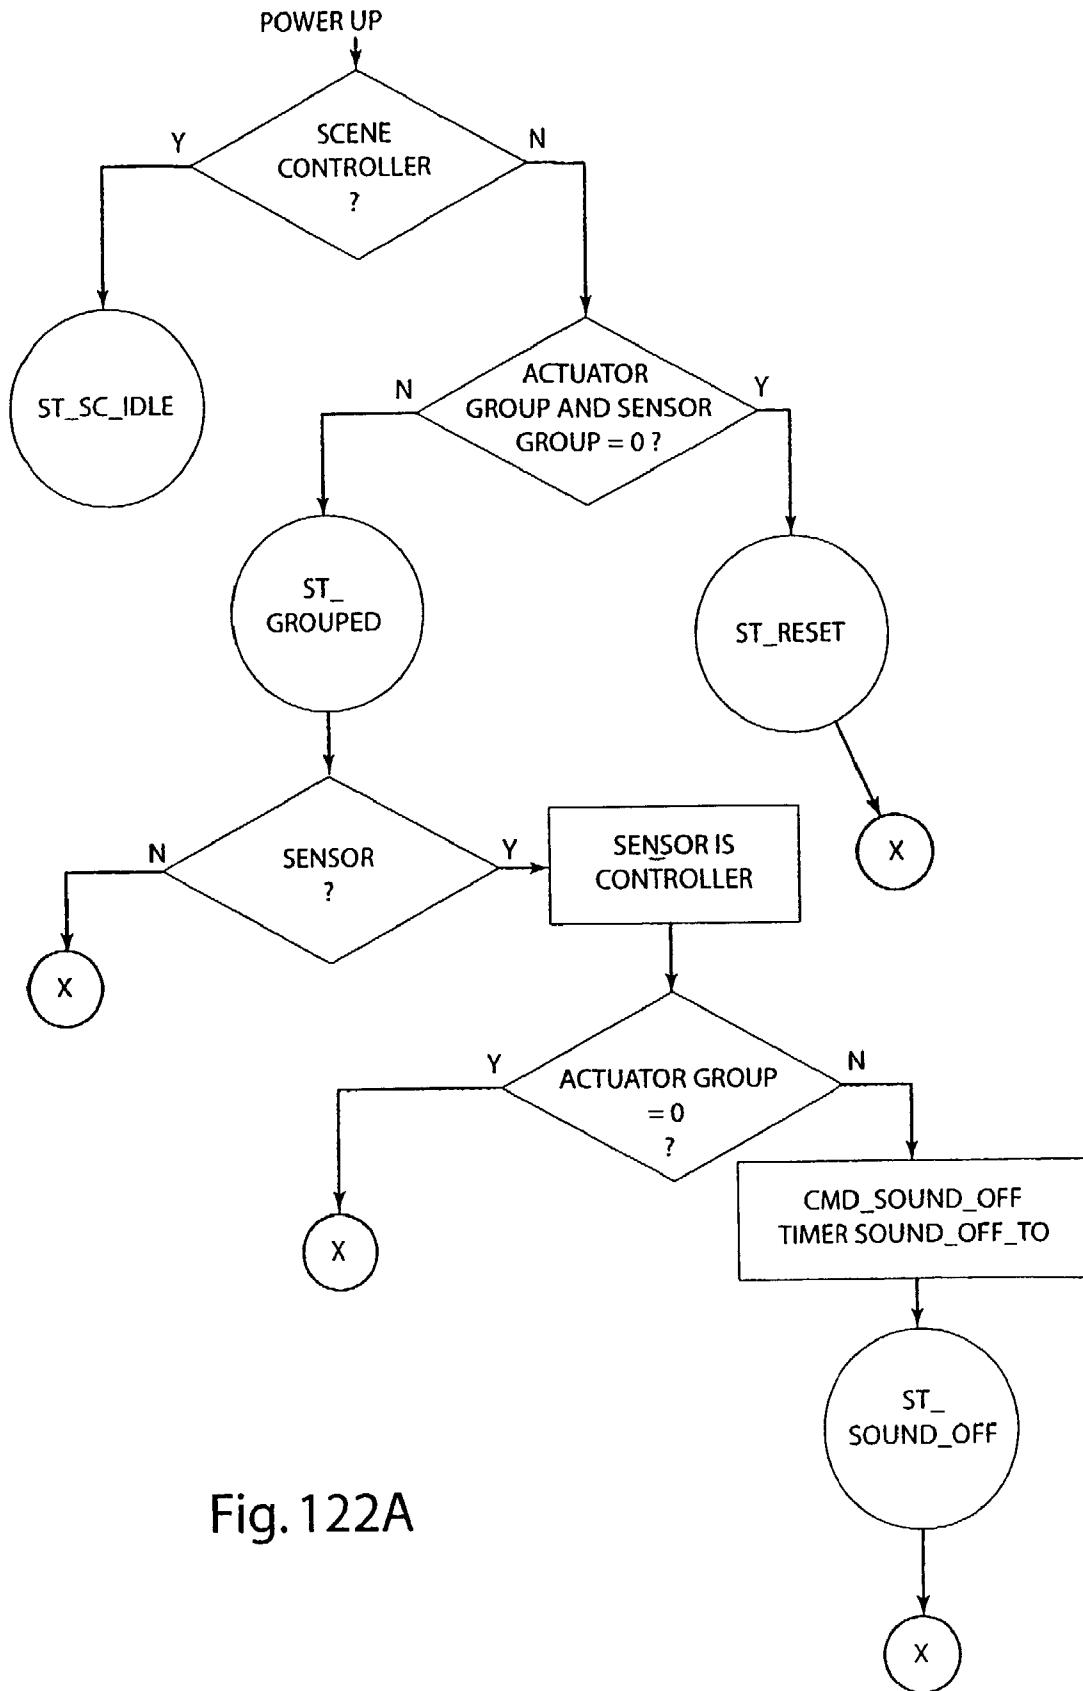 POWER UP
Y
SCENE
CONTROLLER
?
N
ST_SC_IDLE
N
ACTUATOR
GROUP AND SENSOR
GROUP = 0 ?
Y
ST_
GROUPED
ST_RESET
X
N
SENSOR
?
Y
SENSOR IS
CONTROLLER
X
Y
ACTUATOR GROUP
= 0
?
N
X
CMD_SOUND_OFF
TIMER SOUND_OFF_TO
ST_
SOUND_OFF
X
Fig. 122A